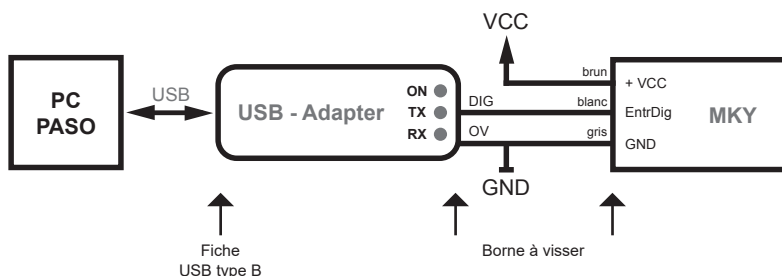 PC
PASO
USB
USB - Adapter
ON
TX
RX
DIG
OV
VCC
GND
brun
blanc
gris
+ VCC
EntrDig
GND
MKY
Fiche
USB type B
Borne à visser